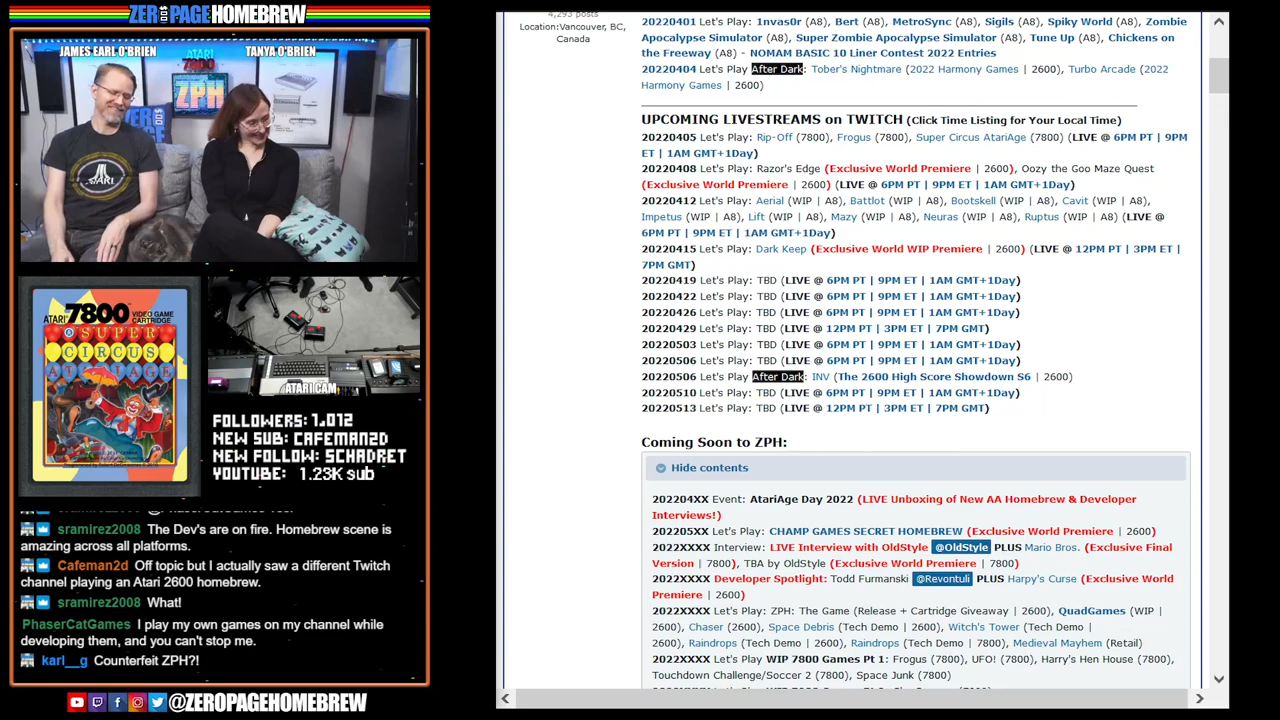 ZEROPAGE HOMEBREW
JAMES EARL O'BRIEN
TANYA O'BRIEN
ATARI
ZPH
ATARI
ATARI 7800 VIDEO GAME CARTRIDGE
SUPER
CIRCUS
ATARIAGE
ATARI CAM
FOLLOWERS: 1,012
NEW SUB: CAFEMAN2D
NEW FOLLOW: SCHADRET
YOUTUBE: 1.23K sub
sramirez2008 The Dev's are on fire. Homebrew scene is
amazing across all platforms.
Cafeman2d Off topic but I actually saw a different Twitch
channel playing an Atari 2600 homebrew.
sramirez2008 What!
PhaserCatGames I play my own games on my channel while
developing them, and you can't stop me.
karl__g Counterfeit ZPH?!
@ZEROPAGEHOMEBREW
4,293 posts
Location:Vancouver, BC,
Canada
20220401 Let's Play: 1nvas0r (A8), Bert (A8), MetroSync (A8), Sigils (A8), Spiky World (A8), Zombie
Apocalypse Simulator (A8), Super Zombie Apocalypse Simulator (A8), Tune Up (A8), Chickens on
the Freeway (A8) - NOMAM BASIC 10 Liner Contest 2022 Entries
20220404 Let's Play After Dark: Tober's Nightmare (2022 Harmony Games | 2600), Turbo Arcade (2022
Harmony Games | 2600)
UPCOMING LIVESTREAMS on TWITCH (Click Time Listing for Your Local Time)
20220405 Let's Play: Rip-Off (7800), Frogus (7800), Super Circus AtariAge (7800) (LIVE @ 6PM PT | 9PM
ET | 1AM GMT+1Day)
20220408 Let's Play: Razor's Edge (Exclusive World Premiere | 2600), Oozy the Goo Maze Quest
(Exclusive World Premiere | 2600) (LIVE @ 6PM PT | 9PM ET | 1AM GMT+1Day)
20220412 Let's Play: Aerial (WIP | A8), Battlot (WIP | A8), Bootskell (WIP | A8), Cavit (WIP | A8),
Impetus (WIP | A8), Lift (WIP | A8), Mazy (WIP | A8), Neuras (WIP | A8), Ruptus (WIP | A8) (LIVE @
6PM PT | 9PM ET | 1AM GMT+1Day)
20220415 Let's Play: Dark Keep (Exclusive World WIP Premiere | 2600) (LIVE @ 12PM PT | 3PM ET |
7PM GMT)
20220419 Let's Play: TBD (LIVE @ 6PM PT | 9PM ET | 1AM GMT+1Day)
20220422 Let's Play: TBD (LIVE @ 6PM PT | 9PM ET | 1AM GMT+1Day)
20220426 Let's Play: TBD (LIVE @ 6PM PT | 9PM ET | 1AM GMT+1Day)
20220429 Let's Play: TBD (LIVE @ 12PM PT | 3PM ET | 7PM GMT)
20220503 Let's Play: TBD (LIVE @ 6PM PT | 9PM ET | 1AM GMT+1Day)
20220506 Let's Play: TBD (LIVE @ 6PM PT | 9PM ET | 1AM GMT+1Day)
20220506 Let's Play After Dark: INV (The 2600 High Score Showdown S6 | 2600)
20220510 Let's Play: TBD (LIVE @ 6PM PT | 9PM ET | 1AM GMT+1Day)
20220513 Let's Play: TBD (LIVE @ 12PM PT | 3PM ET | 7PM GMT)
Coming Soon to ZPH:
Hide contents
202204XX Event: AtariAge Day 2022 (LIVE Unboxing of New AA Homebrew & Developer
Interviews!)
202205XX Let's Play: CHAMP GAMES SECRET HOMEBREW (Exclusive World Premiere | 2600)
2022XXXX Interview: LIVE Interview with OldStyle @OldStyle PLUS Mario Bros. (Exclusive Final
Version | 7800), TBA by OldStyle (Exclusive World Premiere | 7800)
2022XXXX Developer Spotlight: Todd Furmanski @Revontuli PLUS Harpy's Curse (Exclusive World
Premiere | 2600)
2022XXXX Let's Play: ZPH: The Game (Release + Cartridge Giveaway | 2600), QuadGames (WIP |
2600), Chaser (2600), Space Debris (Tech Demo | 2600), Witch's Tower (Tech Demo |
2600), Raindrops (Tech Demo | 2600), Raindrops (Tech Demo | 7800), Medieval Mayhem (Retail)
2022XXXX Let's Play WIP 7800 Games Pt 1: Frogus (7800), UFO! (7800), Harry's Hen House (7800),
Touchdown Challenge/Soccer 2 (7800), Space Junk (7800)